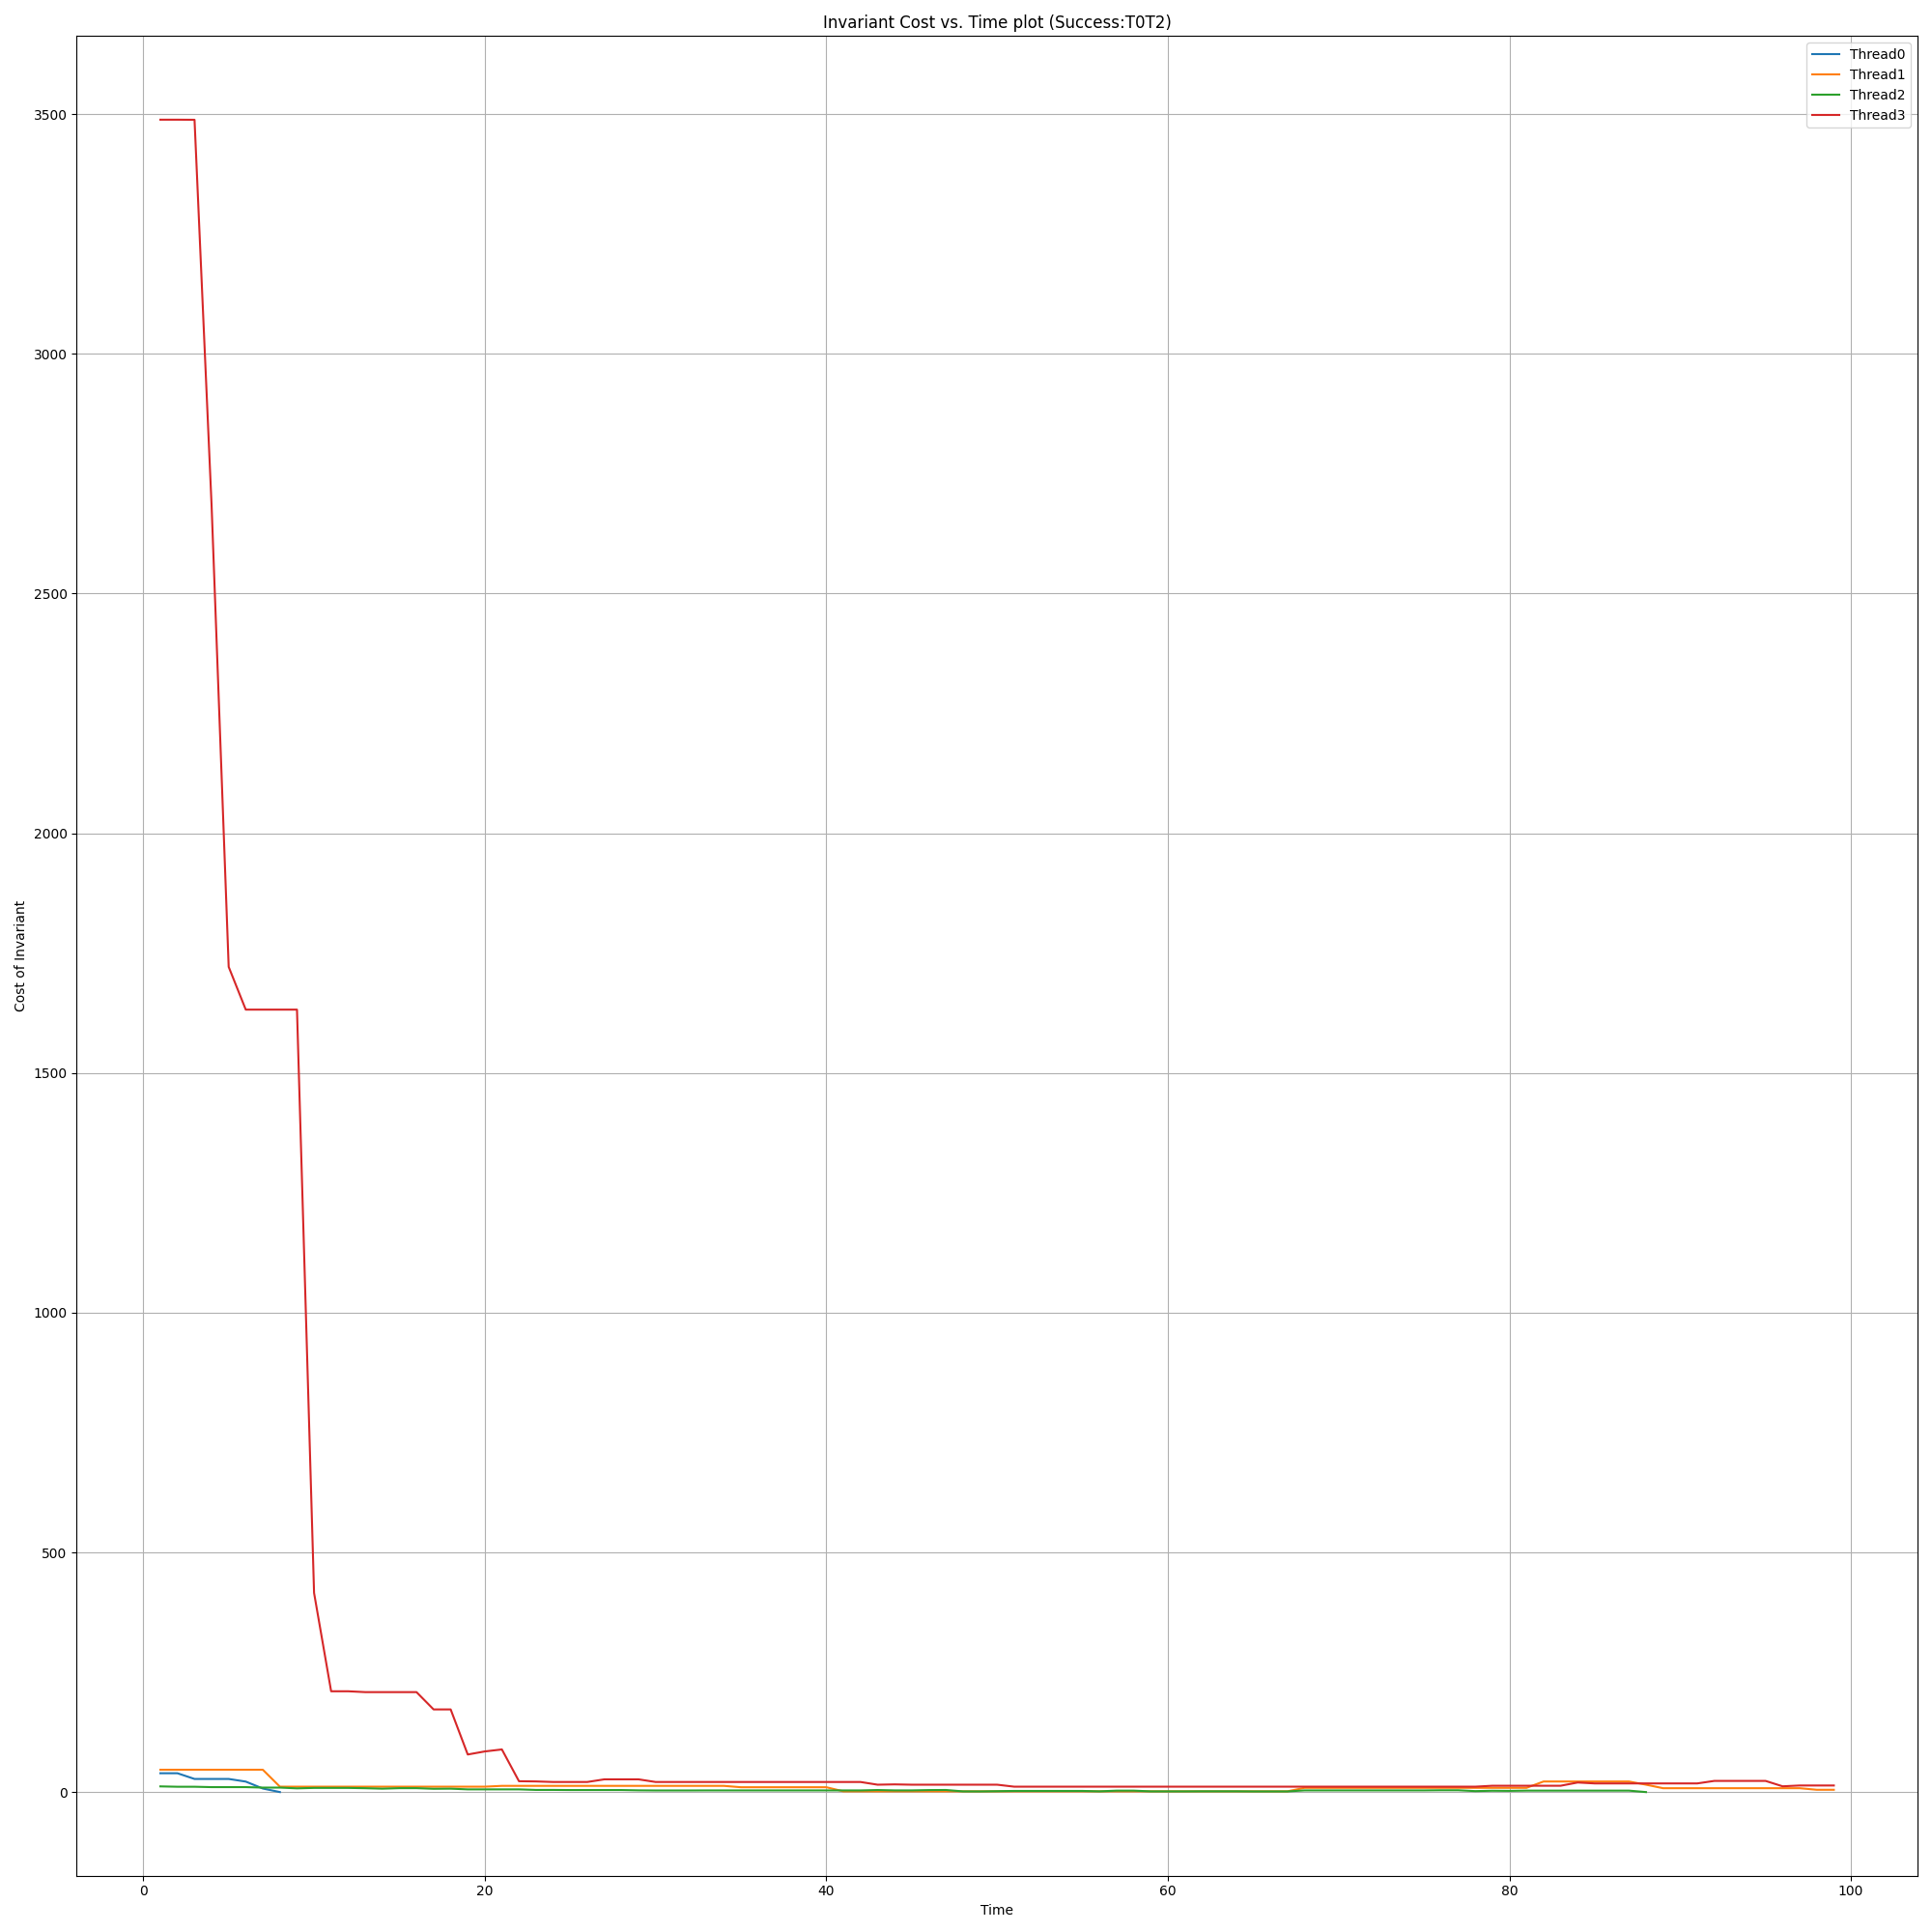 Invariant Cost vs. Time plot (Success:T0T2)
Thread0
Thread1
Thread2
Thread3
3500
3000
2500
2000
1500
1000
500
0
Cost of Invariant
0 20 40 60 80 100
Time